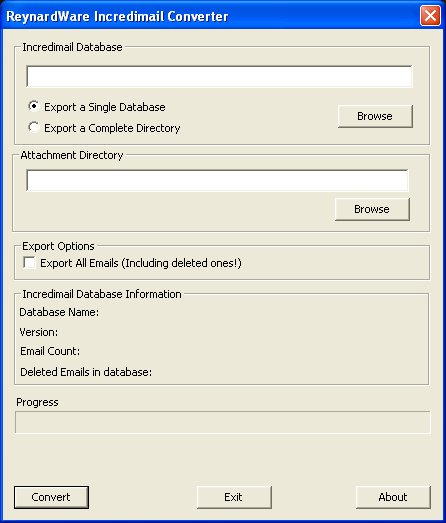 ReynardWare Incredimail Converter
Incredimail Database
Export a Single Database
Export a Complete Directory
Browse
Attachment Directory
Browse
Export Options
Export All Emails (Including deleted ones!)
Incredimail Database Information
Database Name:
Version:
Email Count:
Deleted Emails in database:
Progress
Convert
Exit
About